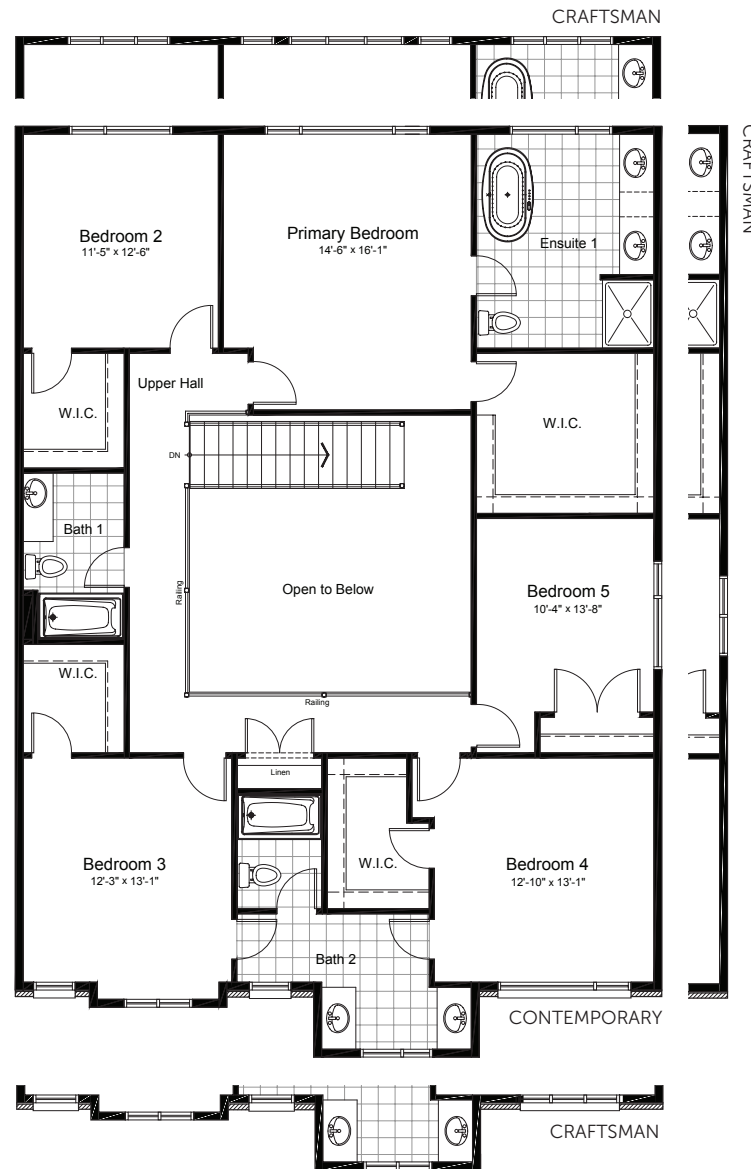 CRAFTSMAN
CRAFTSMAN
Bedroom 2
11'-5" x 12'-6"
Primary Bedroom
14'-6" x 16'-1"
Ensuite 1
Upper Hall
W.I.C.
W.I.C.
DN
Bath 1
Railing
Open to Below
Bedroom 5
10'-4" x 13'-8"
W.I.C.
Railing
Linen
Bedroom 3
12'-3" x 13'-1"
W.I.C.
Bedroom 4
12'-10" x 13'-1"
Bath 2
CONTEMPORARY
CRAFTSMAN